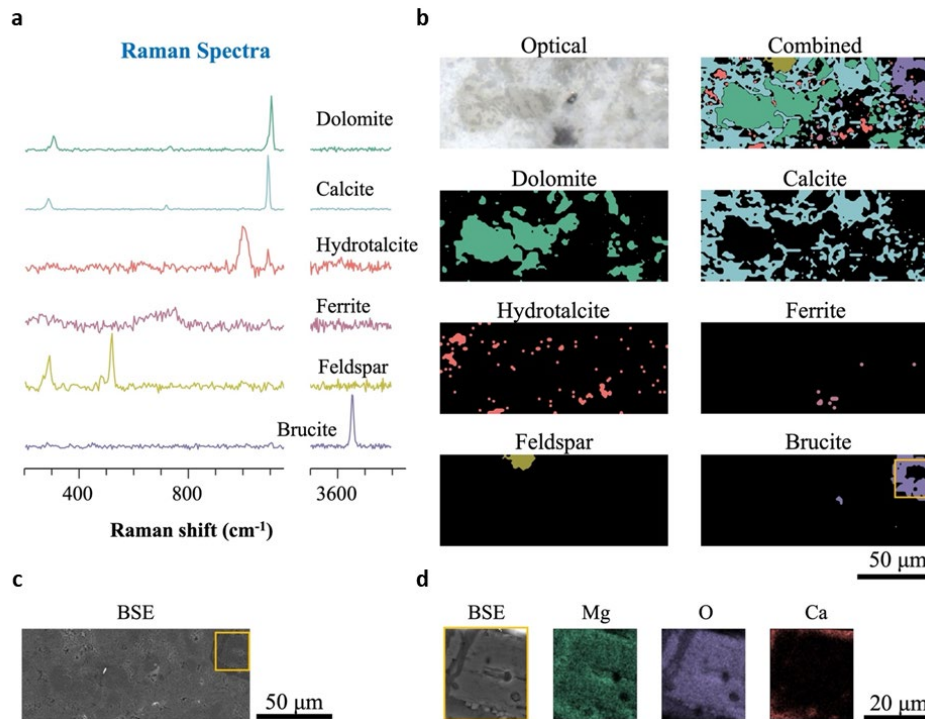 a
Raman Spectra
Dolomite
Calcite
Hydrotalcite
Ferrite
Feldspar
Brucite
400 800 3600
Raman shift (cm-1)
b
Optical Combined
Dolomite Calcite
Hydrotalcite Ferrite
Feldspar Brucite
50 μm
c
BSE
50 μm
d
BSE Mg O Ca
20 μm